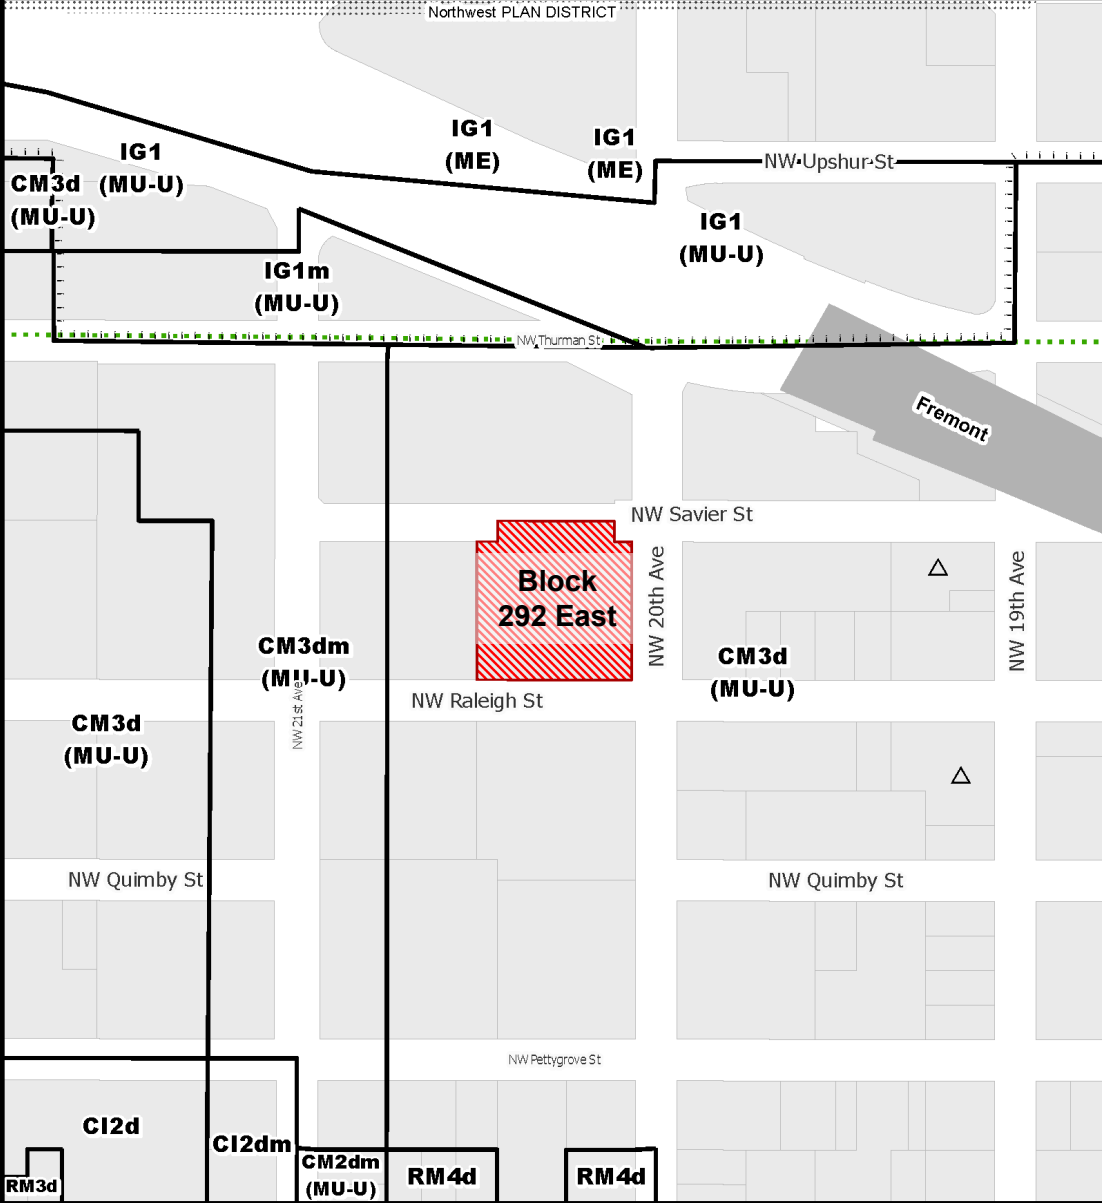 Northwest PLAN DISTRICT
IG1
(ME)
IG1
(ME)
IG1
(MU-U)
NW Upshur St
CM3d
(MU-U)
IG1
(MU-U)
IG1m
(MU-U)
NW Thurman St
Fremont
NW Savier St
Block
292 East
NW 20th Ave
NW 19th Ave
CM3dm
(MU-U)
CM3d
(MU-U)
NW 21st Ave
NW Raleigh St
CM3d
(MU-U)
NW Quimby St
NW Quimby St
NW Pettygrove St
CI2d
CI2dm
CM2dm
(MU-U)
RM4d
RM4d
RM3d